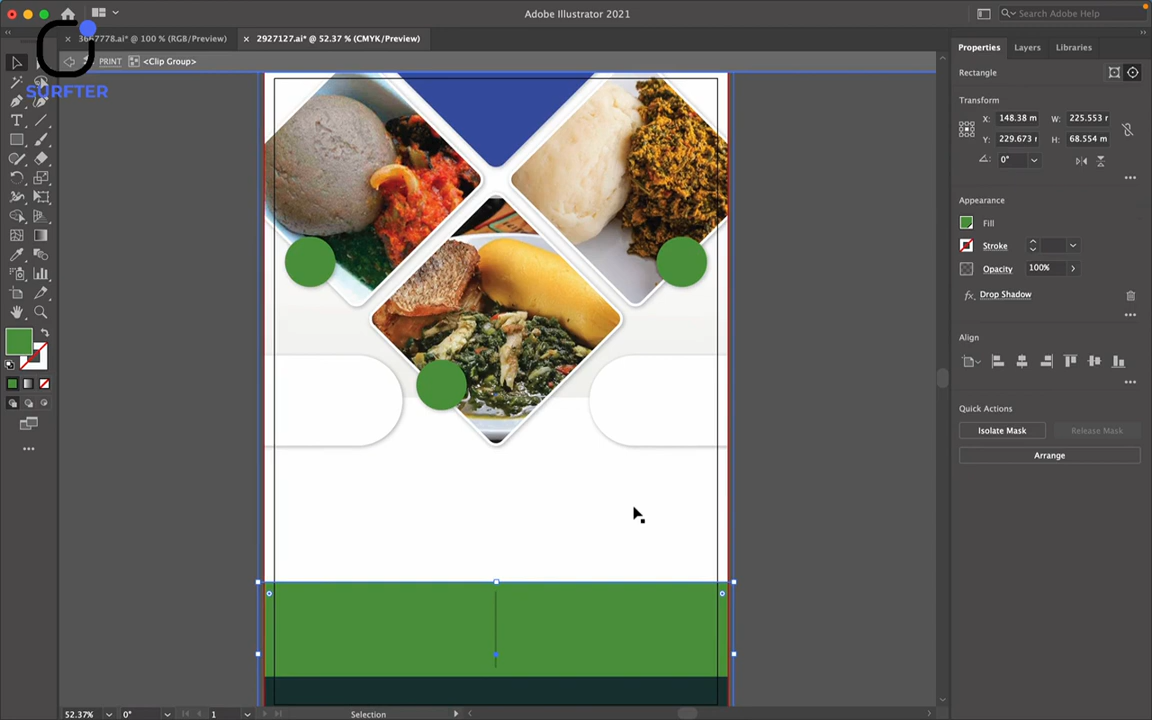 Adobe Illustrator 2021
Search Adobe Help
3667778.ai* @ 100 % (RGB/Preview)
2927127.ai* @ 52.37 % (CMYK/Preview)
PRINT
<Clip Group>
SURFTER
Properties
Layers
Libraries
Rectangle
Transform
X:
148.38 m
W:
225.553 r
Y:
229.673 r
H:
68.554 m
0°
Appearance
Fill
Stroke
Opacity
100%
fx
Drop Shadow
Align
Quick Actions
Isolate Mask
Release Mask
Arrange
52.37%
0°
1
Selection